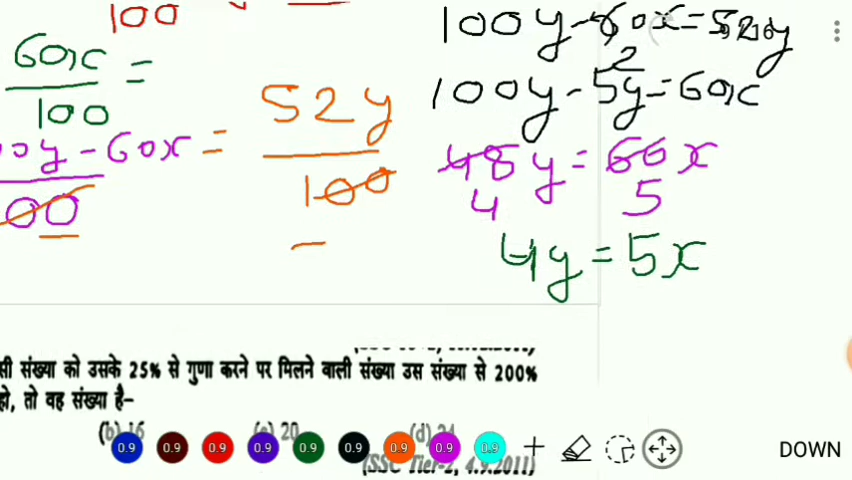 100
100y-60x=52y
60x
100
=
100y-52y=60x
52y
100
y-60x=
48y=60x
4 5
4y=5x
सी संख्या को उसके 25% से गुणा करने पर मिलने वाली संख्या उस संख्या से 200%
हो, तो वह संख्या है-
(b) 16 (c) 20 (d) 24
(SSC Tier-2, 4.9.2011)
0.9 0.9 0.9 0.9 0.9 0.9 0.9 0.9 0.9
DOWN